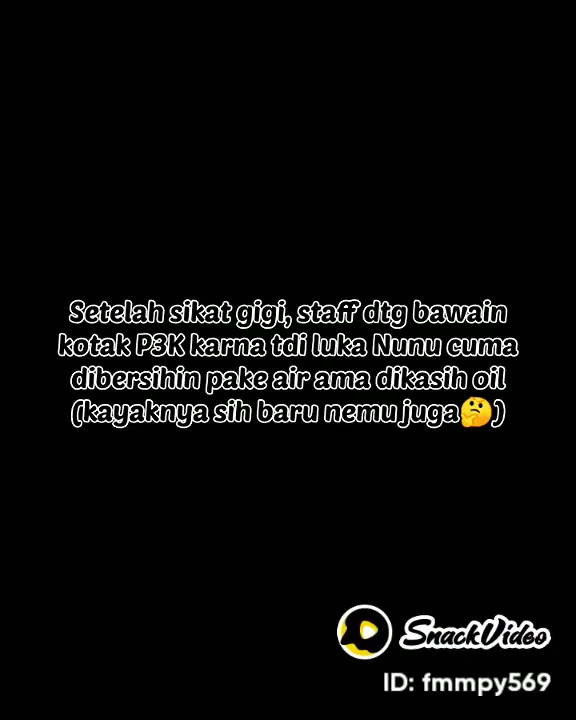 Setelah sikat gigi, staff dtg bawain
kotak P3K karna tdi luka Nunu cuma
dibersihin pake air ama dikasih oil
(kayaknya sih baru nemu juga🤔)
SnackVideo
ID: fmmpy569